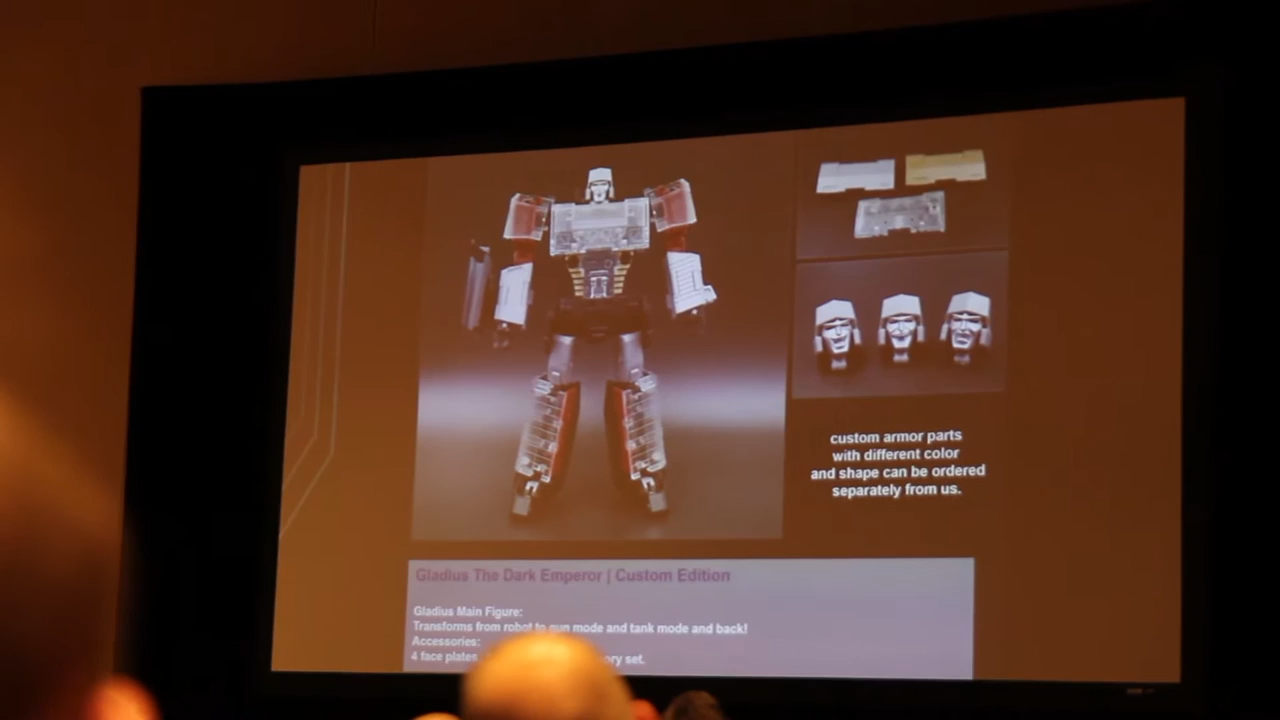 custom armor parts
with different color
and shape can be ordered
separately from us.
Gladius The Dark Emperor | Custom Edition
Gladius Main Figure:
Transforms from robot to gun mode and tank mode and back!
Accessories:
4 face plates set.